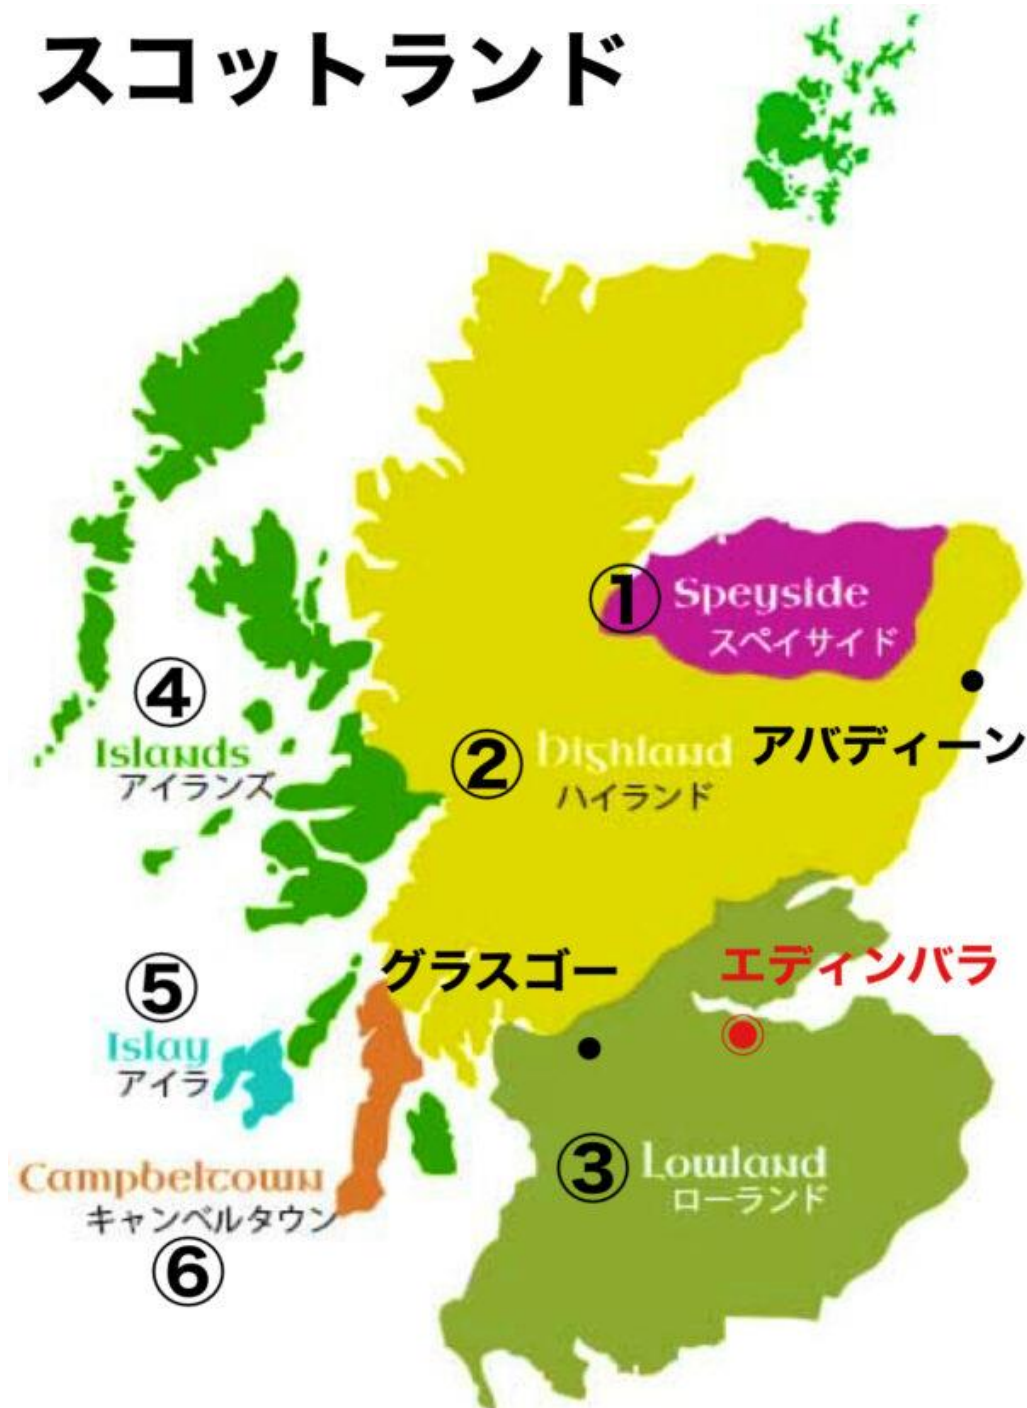 スコットランド
① Speyside
スペイサイド
④
Islands
アイランズ
② Highland
ハイランド
アバディーン
⑤
Islay
アイラ
グラスゴー
エディンバラ
③ Lowland
ローランド
Campbeltown
キャンベルタウン
⑥